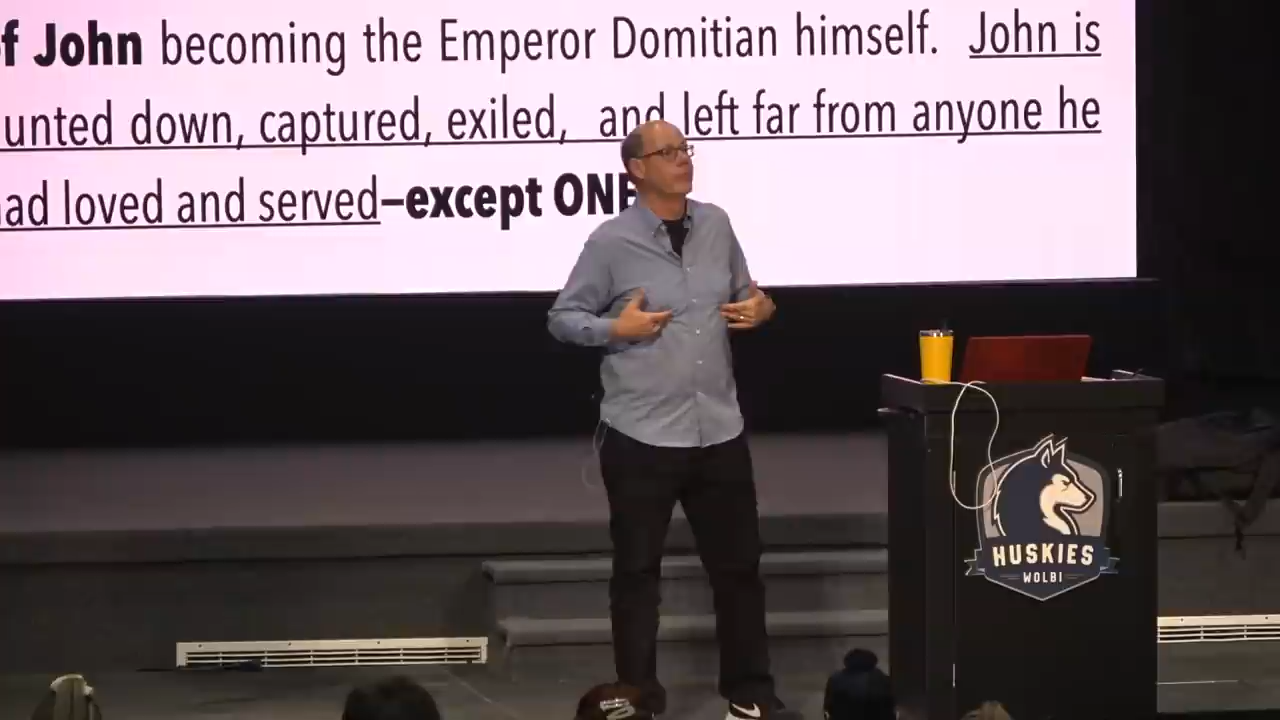 f John becoming the Emperor Domitian himself. John is
unted down, captured, exiled, and left far from anyone he
ad loved and served–except ONE
HUSKIES
WOLBI